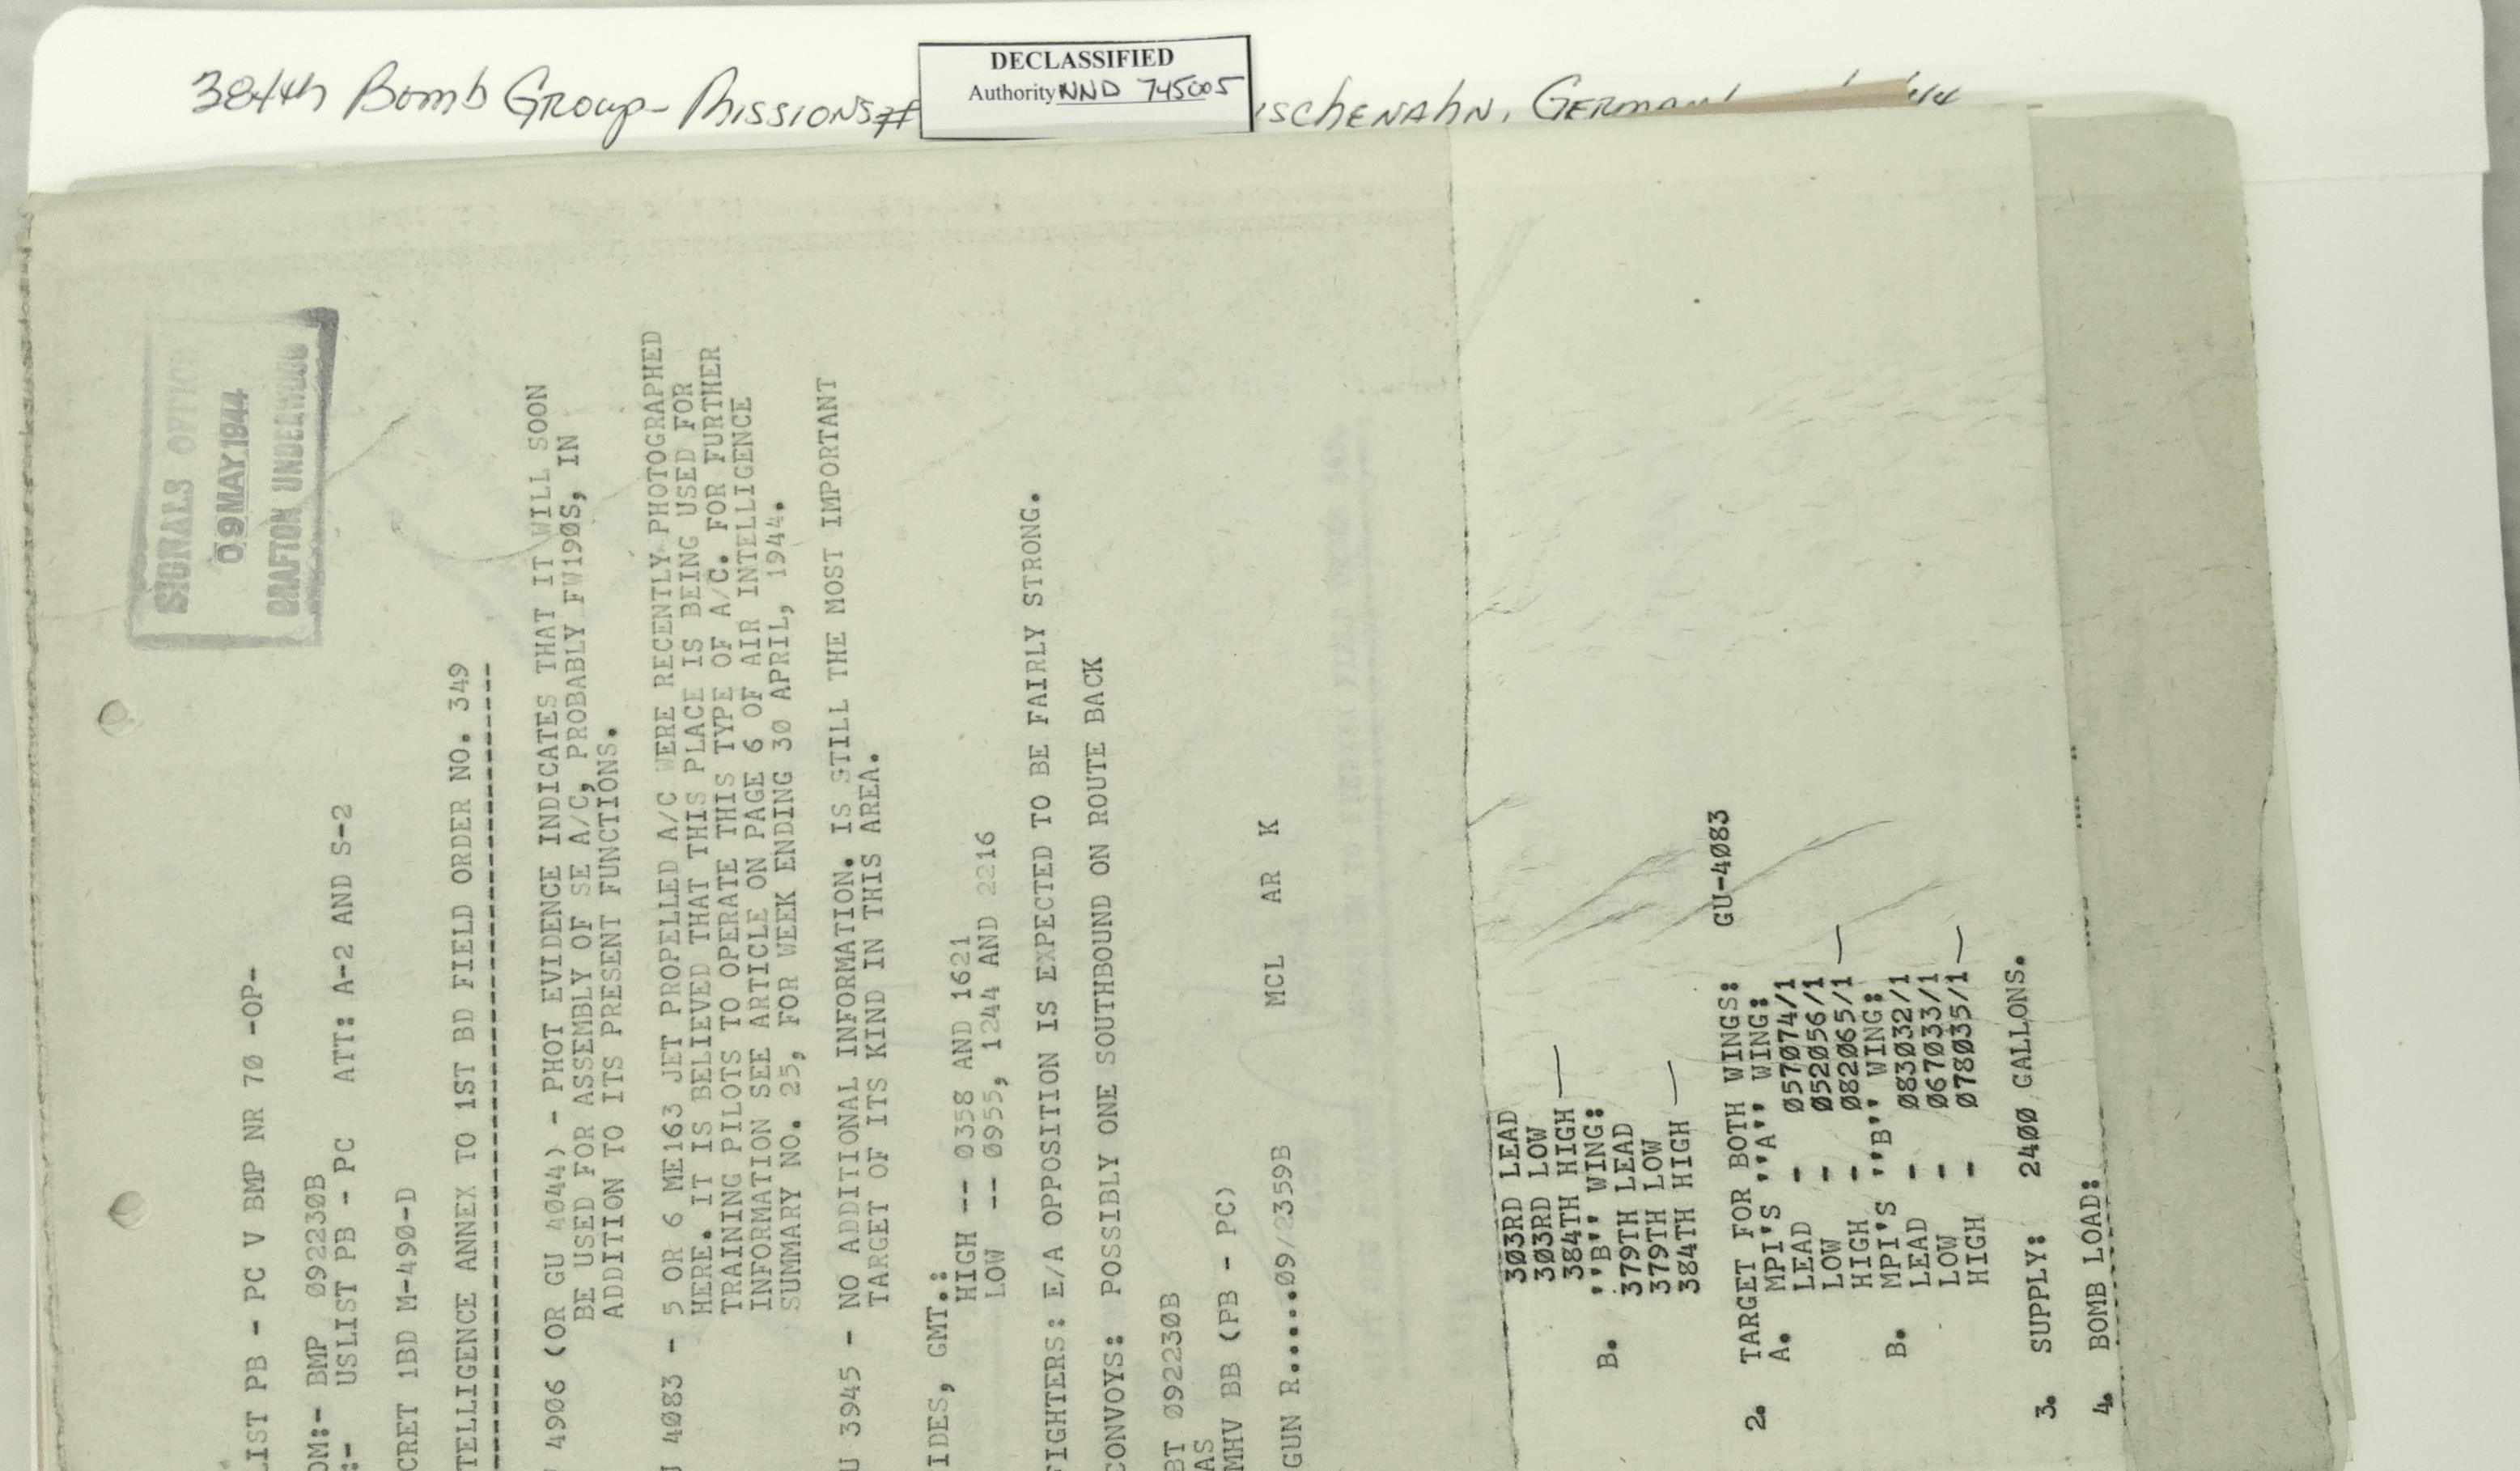 384th Bomb Group - Missions #
DECLASSIFIED
Authority NND 745005
SCHENAHN, GERMANY
44
SIGNALS OFFICE
09 MAY 1944
GRAFTON UNDERWOOD
LIST PB - PC V BMP NR 70 -OP-
OM:- BMP 092230B
:- USLIST PB - PC ATT: A-2 AND S-2
CRET 1BD M-490-D
TELLIGENCE ANNEX TO 1ST BD FIELD ORDER NO. 349
4906 (OR GU 4044) - PHOT EVIDENCE INDICATES THAT IT WILL SOON
BE USED FOR ASSEMBLY OF SE A/C, PROBABLY FW190S, IN
ADDITION TO ITS PRESENT FUNCTIONS.
U 4083 - 5 OR 6 ME163 JET PROPELLED A/C WERE RECENTLY PHOTOGRAPHED
HERE. IT IS BELIEVED THAT THIS PLACE IS BEING USED FOR
TRAINING PILOTS TO OPERATE THIS TYPE OF A/C. FOR FURTHER
INFORMATION SEE ARTICLE ON PAGE 6 OF AIR INTELLIGENCE
SUMMARY NO. 25, FOR WEEK ENDING 30 APRIL, 1944.
U 3945 - NO ADDITIONAL INFORMATION. IS STILL THE MOST IMPORTANT
TARGET OF ITS KIND IN THIS AREA.
IDES, GMT.:
HIGH -- 0358 AND 1621
LOW -- 0955, 1244 AND 2216
FIGHTERS: E/A OPPOSITION IS EXPECTED TO BE FAIRLY STRONG.
CONVOYS: POSSIBLY ONE SOUTHBOUND ON ROUTE BACK
BT 092230B
AS
MHV BB (PB - PC)
GUN R......09/2359B MCL AR K
303RD LEAD
303RD LOW
384TH HIGH —
B. ''B'' WING:
379TH LEAD
379TH LOW
384TH HIGH —
2. TARGET FOR BOTH WINGS: GU-4083
A. MPI'S ''A'' WING:
LEAD - 057074/1
LOW - 052056/1
HIGH - 082065/1 —
B. MPI'S ''B'' WING:
LEAD - 083032/1
LOW - 067033/1
HIGH - 078035/1 —
3. SUPPLY: 2400 GALLONS.
4. BOMB LOAD: